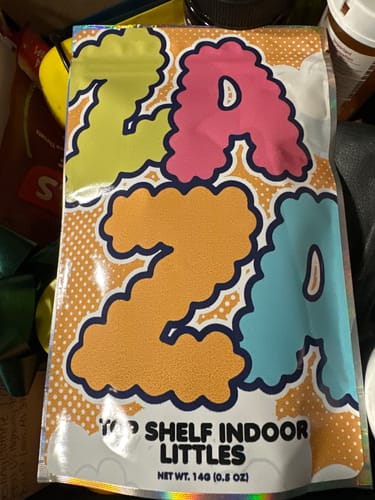 ZA
ZA
TOP SHELF INDOOR
LITTLES
NET WT. 14G (0.5 OZ)